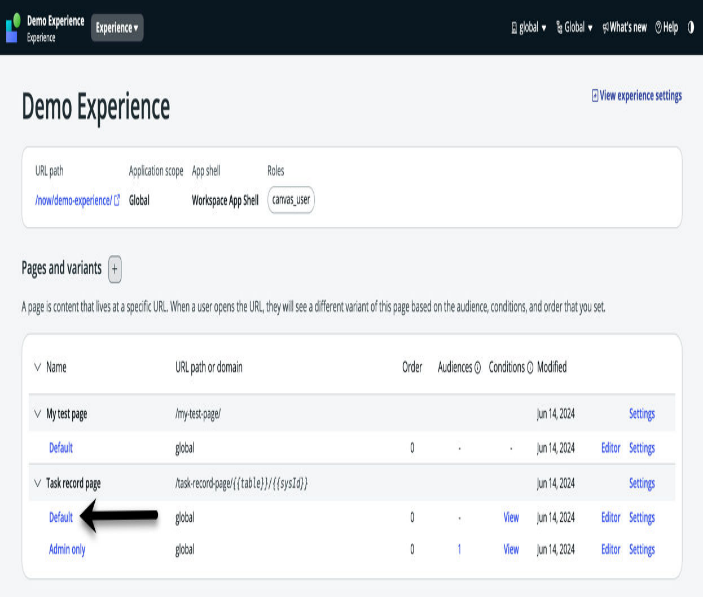 Demo Experience
Experience
Experience
global
Global
What's new
Help
Demo Experience
View experience settings
URL path Application scope App shell Roles
/now/demo-experience/ Global Workspace App Shell canvas_user
Pages and variants +
A page is content that lives at a specific URL. When a user opens the URL, they will see a different variant of this page based on the audience, conditions, and order that you set.
Name URL path or domain Order Audiences Conditions Modified
My test page /my-test-page/ Jun 14, 2024 Settings
Default global 0 - - Jun 14, 2024 Editor Settings
Task record page /task-record-page/{{table}}/{{sysId}} Jun 14, 2024 Settings
Default global 0 - View Jun 14, 2024 Editor Settings
Admin only global 0 1 View Jun 14, 2024 Editor Settings